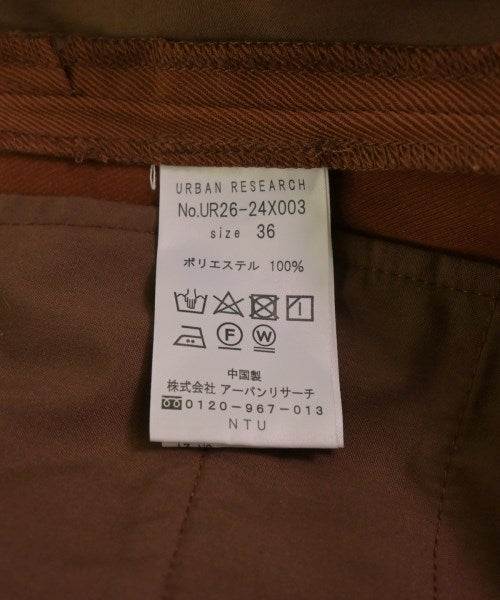 URBAN RESEARCH
No.UR26-24X003
size 36
ポリエステル 100%
F W
中国製
株式会社 アーバンリサーチ
0120-967-013
NTU